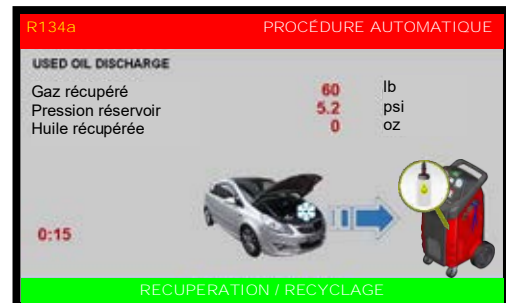 R134a PROCÉDURE AUTOMATIQUE
USED OIL DISCHARGE
Gaz récupéré 60 lb
Pression réservoir 5.2 psi
Huile récupérée 0 oz
0:15
RECUPERATION / RECYCLAGE